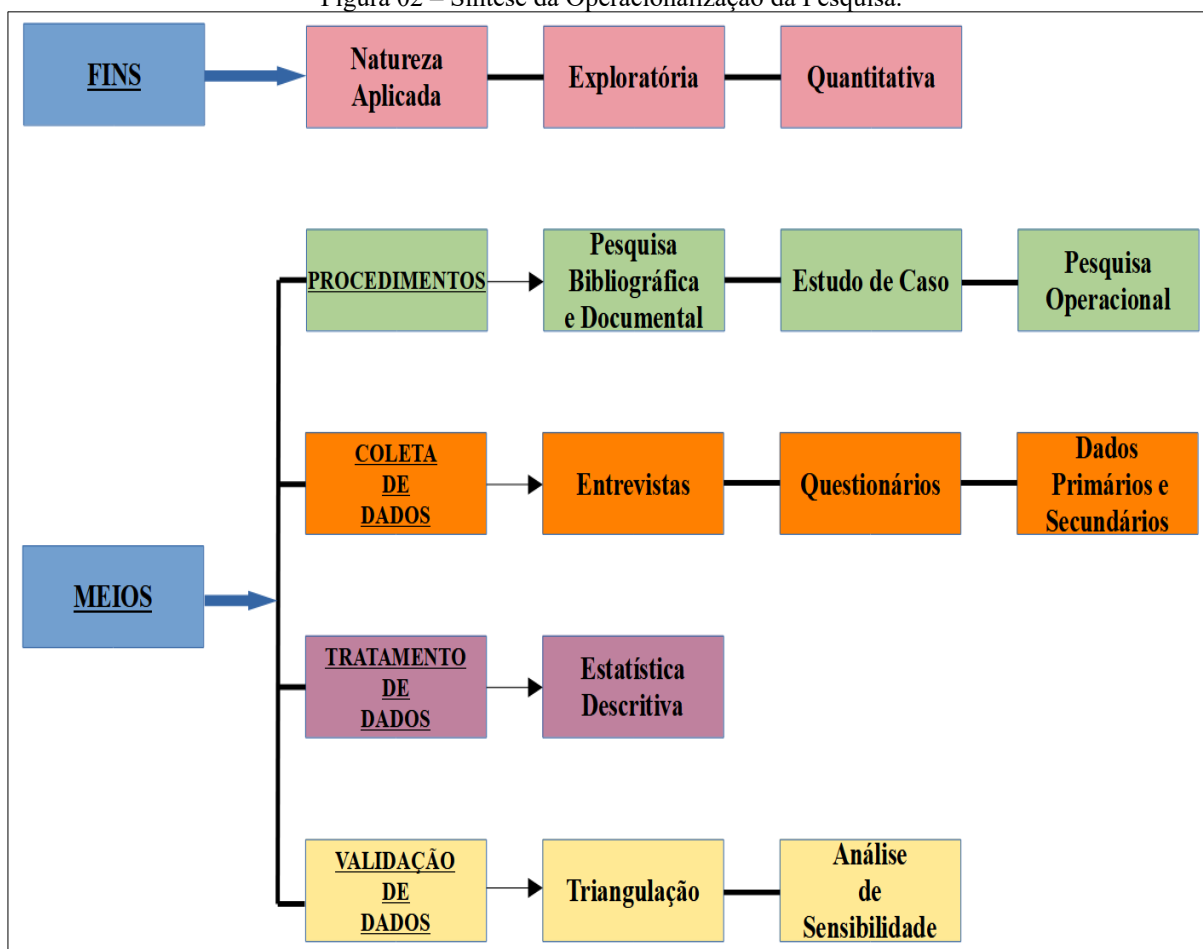 Figura 02 – Síntese da Operacionalização da Pesquisa.
FINS
Natureza
Aplicada
Exploratória
Quantitativa
MEIOS
PROCEDIMENTOS
Pesquisa
Bibliográfica
e Documental
Estudo de Caso
Pesquisa
Operacional
COLETA
DE
DADOS
Entrevistas
Questionários
Dados
Primários e
Secundários
TRATAMENTO
DE
DADOS
Estatística
Descritiva
VALIDAÇÃO
DE
DADOS
Triangulação
Análise
de
Sensibilidade